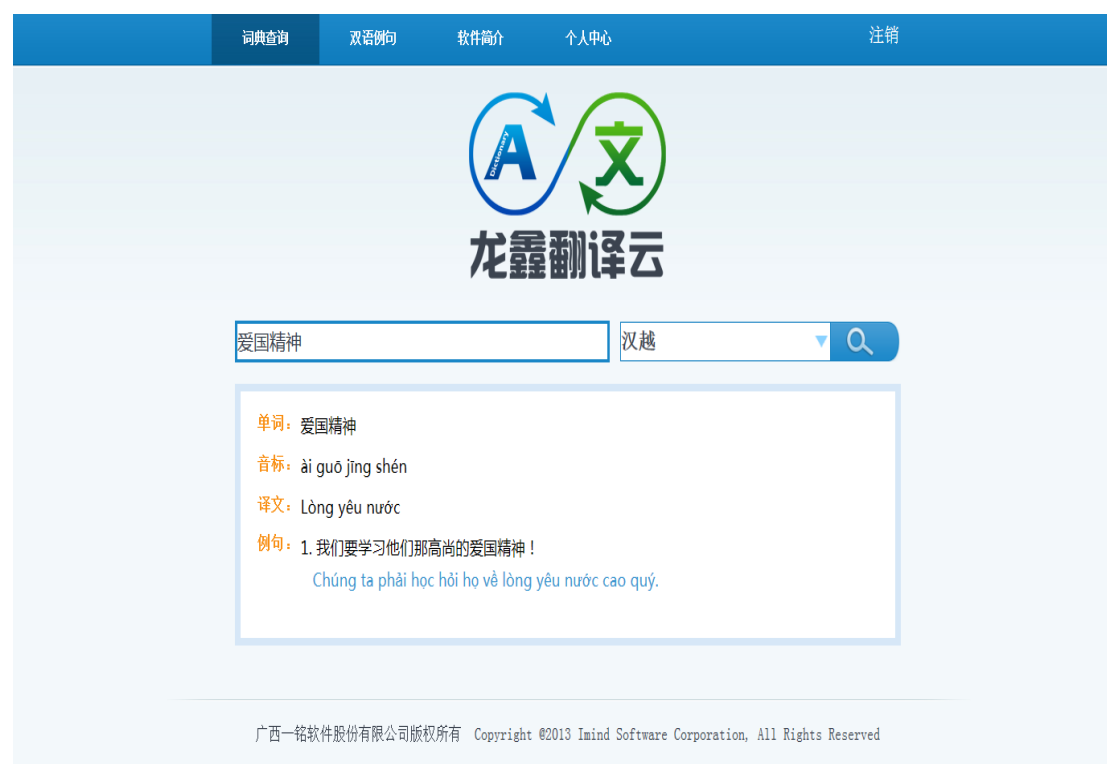 词典查询 双语例句 软件简介 个人中心 注销
A Dictionary 文
龙鑫翻译云
爱国精神 汉越
单词：爱国精神
音标：ài guō jīng shén
译文：Lòng yêu nước
例句：1. 我们要学习他们那高尚的爱国精神！
Chúng ta phải học hỏi họ về lòng yêu nước cao quý.
广西一铭软件股份有限公司版权所有 Copyright @2013 Imind Software Corporation, All Rights Reserved